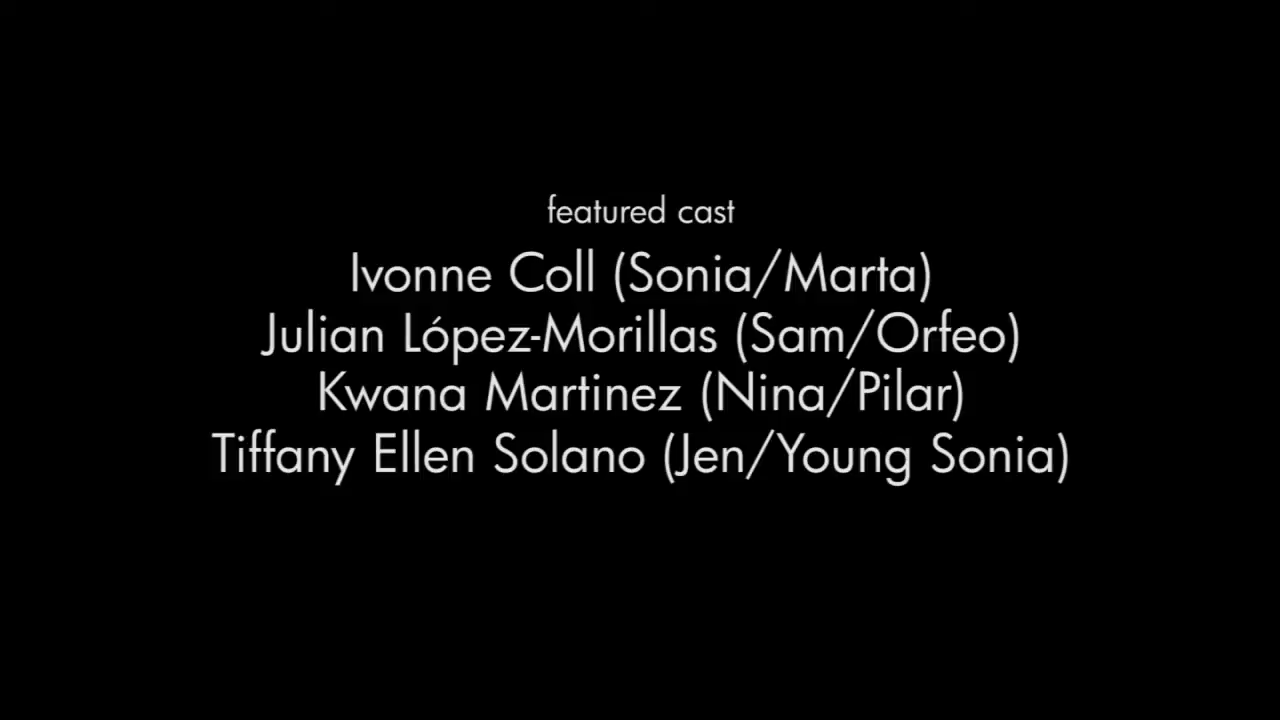 featured cast
Ivonne Coll (Sonia/Marta)
Julian López-Morillas (Sam/Orfeo)
Kwana Martinez (Nina/Pilar)
Tiffany Ellen Solano (Jen/Young Sonia)